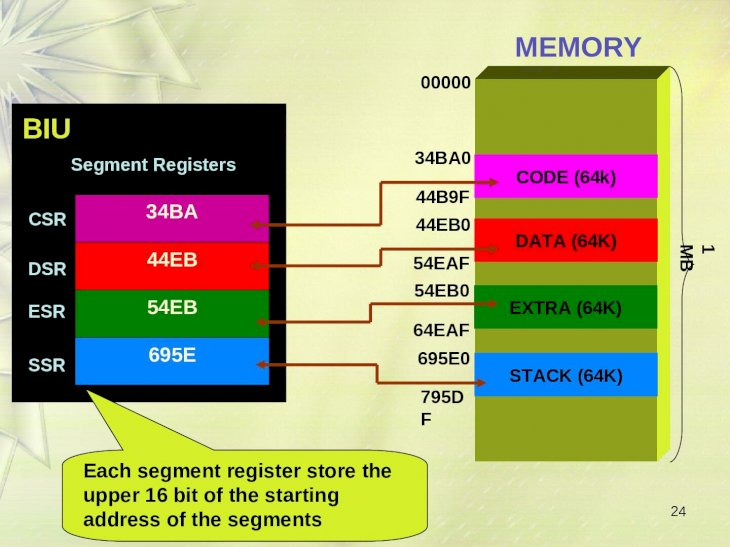 MEMORY
00000
BIU
Segment Registers
CSR
34BA
DSR
44EB
ESR
54EB
SSR
695E
34BA0
CODE (64k)
44B9F
44EB0
DATA (64K)
54EAF
54EB0
EXTRA (64K)
64EAF
695E0
STACK (64K)
795D
F
1
MB
Each segment register store the
upper 16 bit of the starting
address of the segments
24